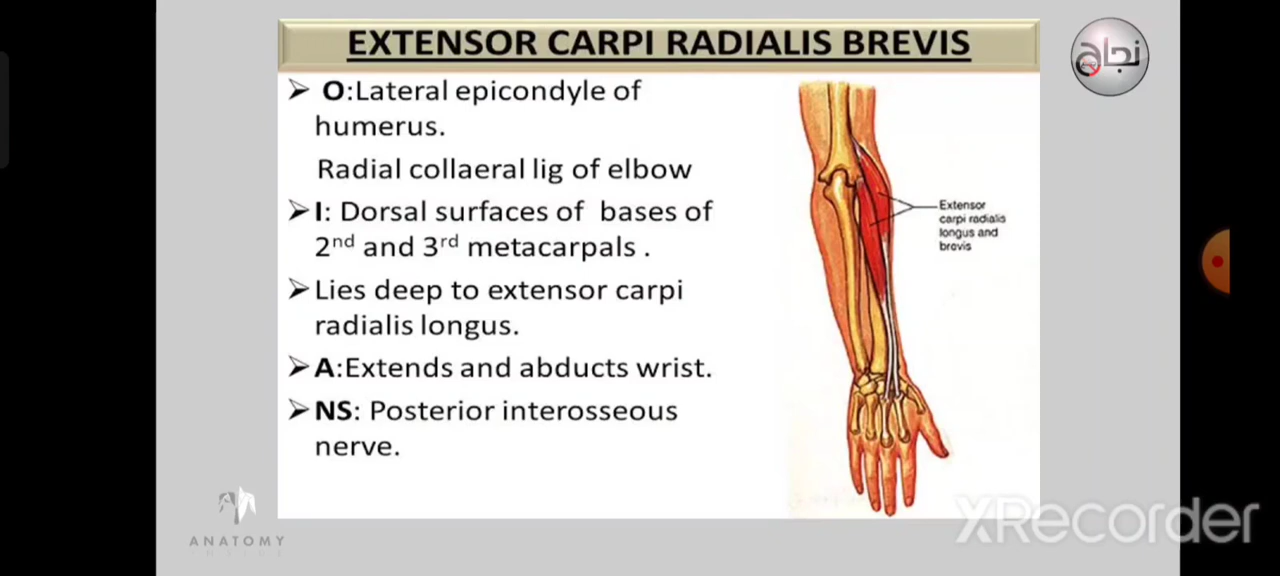 EXTENSOR CARPI RADIALIS BREVIS
نجاح
➢ O:Lateral epicondyle of
humerus.
Radial collaeral lig of elbow
➢ I: Dorsal surfaces of bases of
2nd and 3rd metacarpals .
➢ Lies deep to extensor carpi
radialis longus.
➢ A:Extends and abducts wrist.
➢ NS: Posterior interosseous
nerve.
Extensor
carpi radialis
longus and
brevis
ANATOMY
XRecorder